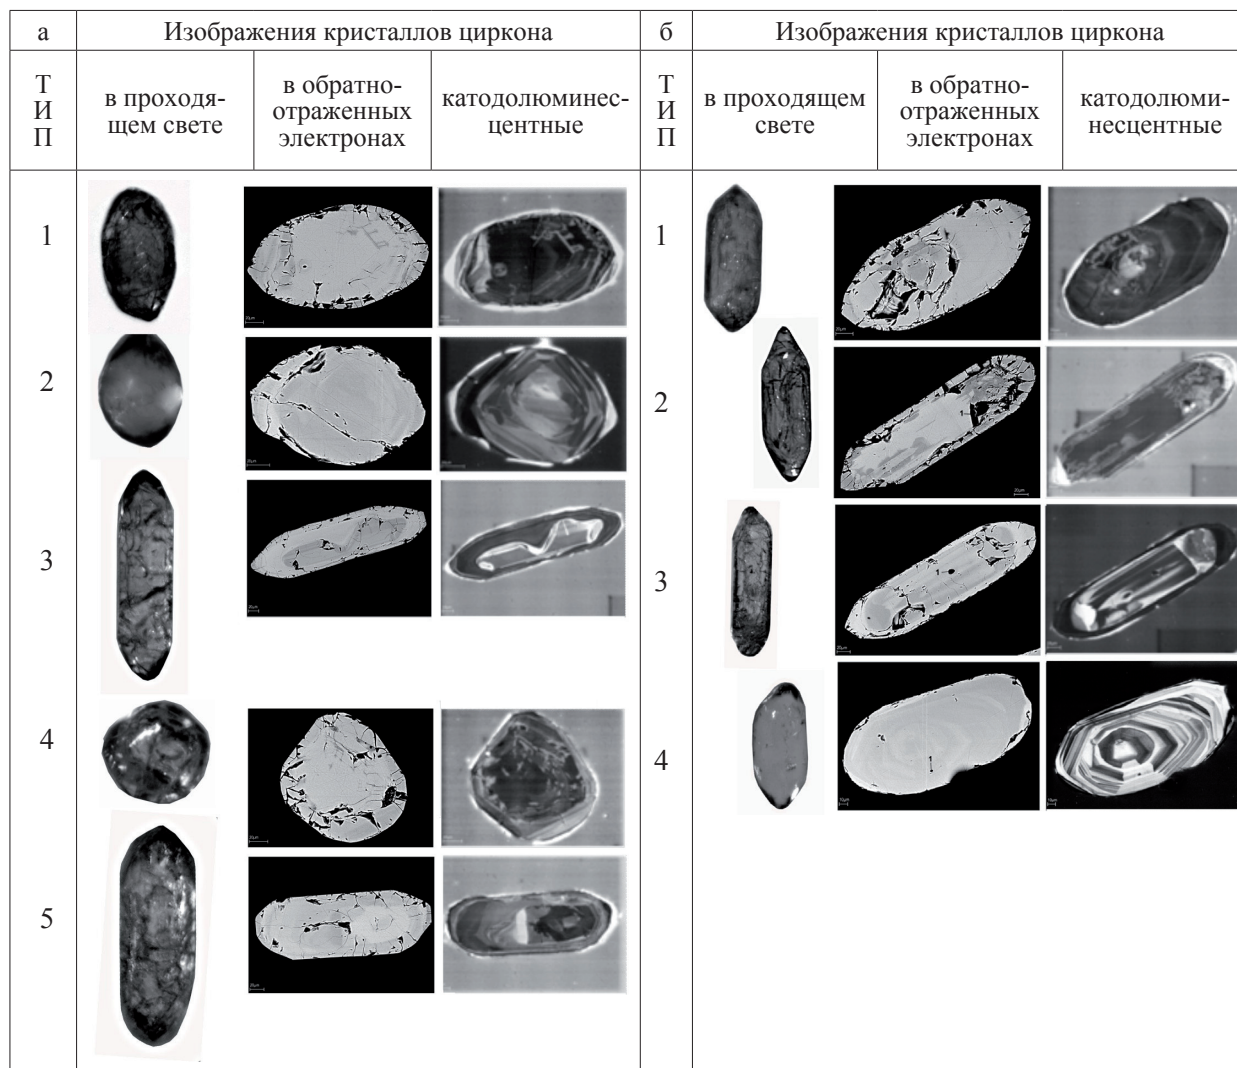 а
Изображения кристаллов циркона
б
Изображения кристаллов циркона
Т
И
П
в проходя-
щем свете
в обратно-
отраженных
электронах
катодолюминес-
центные
Т
И
П
в проходящем
свете
в обратно-
отраженных
электронах
катодолюми-
несцентные
1
2
3
4
5
1
2
3
4